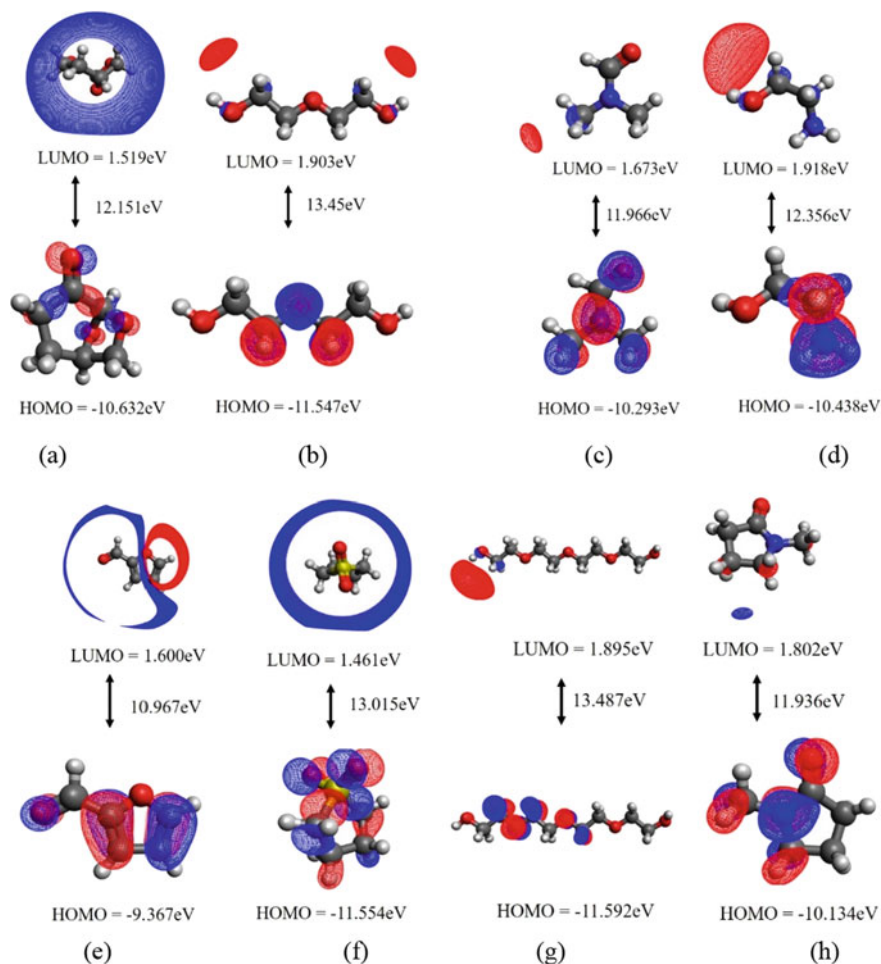 LUMO = 1.519eV
12.151eV
HOMO = -10.632eV
(a)
LUMO = 1.903eV
13.45eV
HOMO = -11.547eV
(b)
LUMO = 1.673eV
11.966eV
HOMO = -10.293eV
(c)
LUMO = 1.918eV
12.356eV
HOMO = -10.438eV
(d)
LUMO = 1.600eV
10.967eV
HOMO = -9.367eV
(e)
LUMO = 1.461eV
13.015eV
HOMO = -11.554eV
(f)
LUMO = 1.895eV
13.487eV
HOMO = -11.592eV
(g)
LUMO = 1.802eV
11.936eV
HOMO = -10.134eV
(h)